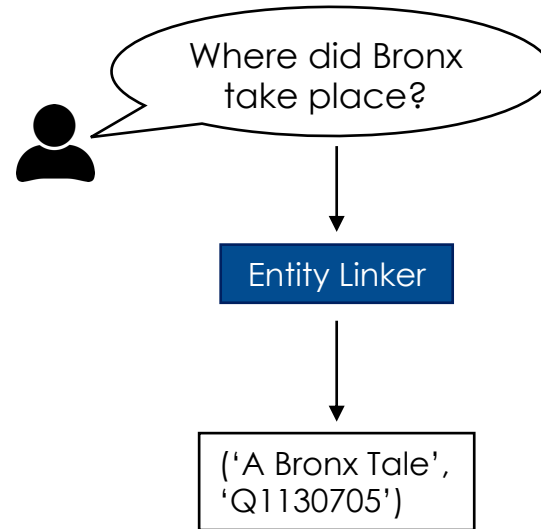 Where did Bronx
take place?
Entity Linker
(‘A Bronx Tale’,
‘Q1130705’)